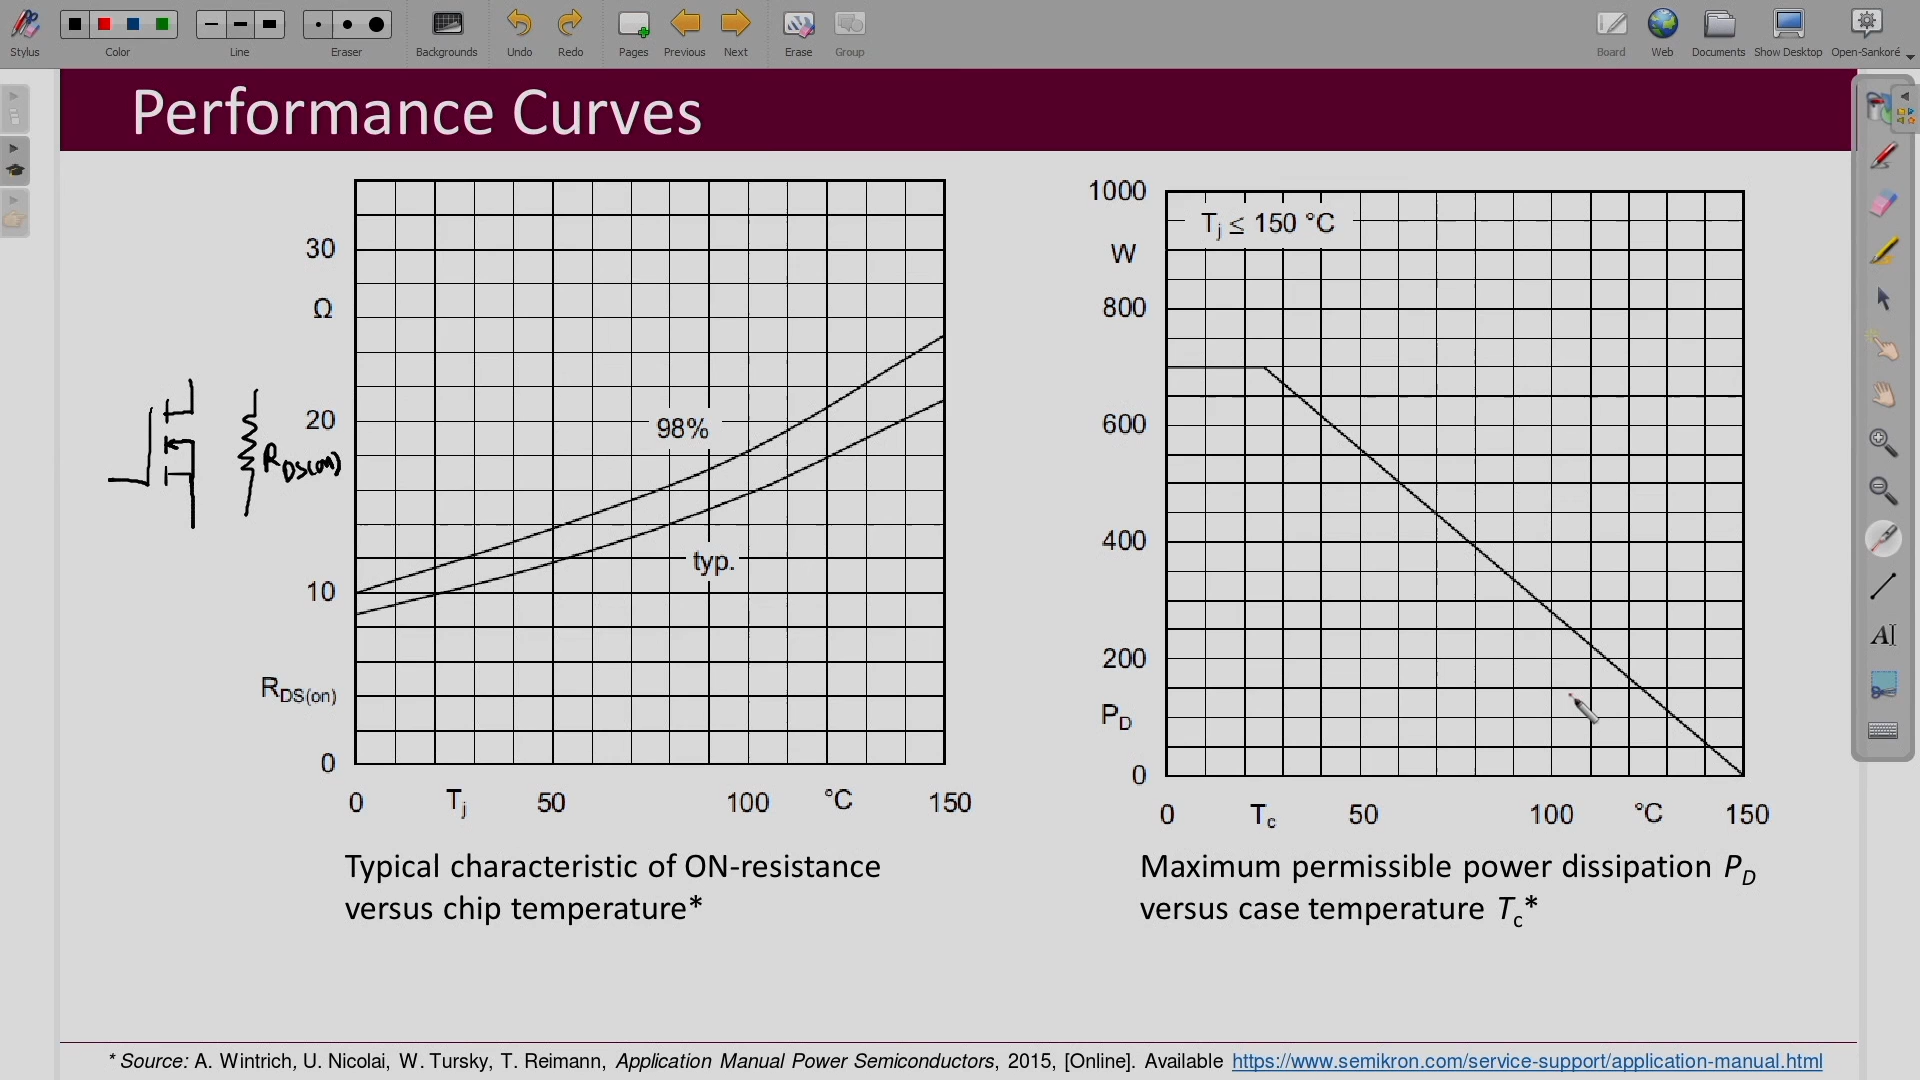 Stylus
Color
Line
Eraser
Backgrounds
Undo
Redo
Pages
Previous
Next
Erase
Group
Board
Web
Documents
Show Desktop
Open-Sankoré
Performance Curves
30
Ω
20
10
R_DS(on)
0
98%
typ.
0
T_j
50
100
°C
150
R_DS(on)
Typical characteristic of ON-resistance
versus chip temperature*
1000
W
800
600
400
200
P_D
0
T_j ≤ 150 °C
0
T_c
50
100
°C
150
Maximum permissible power dissipation P_D
versus case temperature T_c*
* Source: A. Wintrich, U. Nicolai, W. Tursky, T. Reimann, Application Manual Power Semiconductors, 2015, [Online]. Available https://www.semikron.com/service-support/application-manual.html
AI